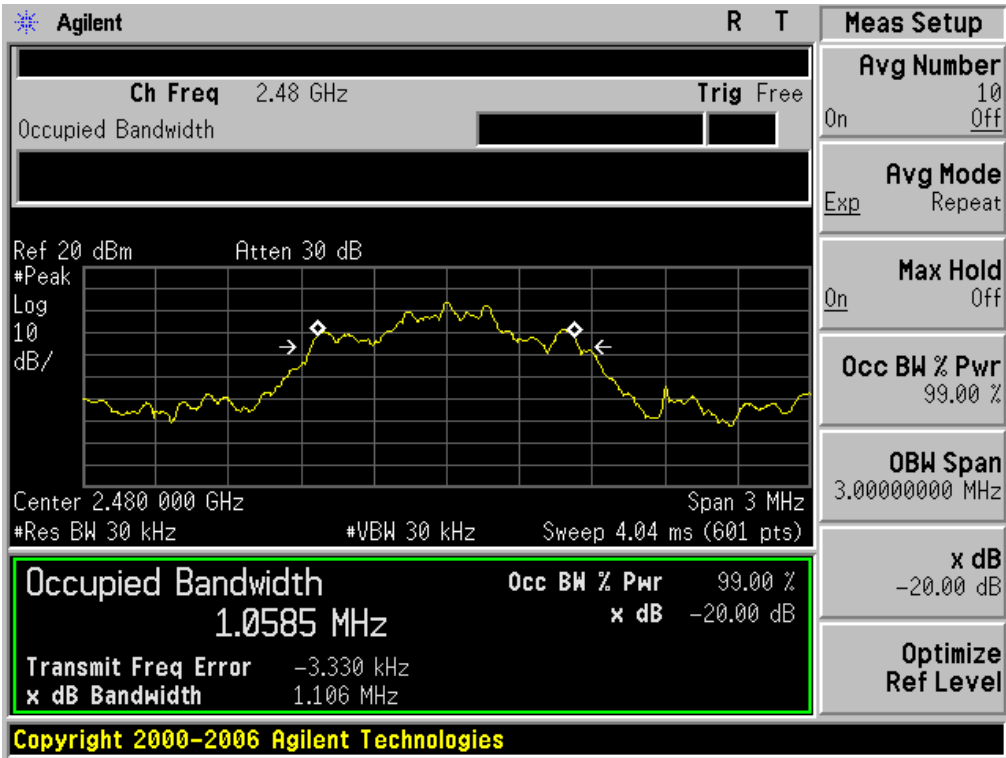 Agilent R T
Meas Setup
Ch Freq 2.48 GHz Trig Free
Occupied Bandwidth
Avg Number
10
On Off
Avg Mode
Exp Repeat
Max Hold
On Off
Occ BW % Pwr
99.00 %
OBW Span
3.00000000 MHz
x dB
-20.00 dB
Optimize
Ref Level
Ref 20 dBm Atten 30 dB
#Peak
Log
10
dB/
Center 2.480 000 GHz Span 3 MHz
#Res BW 30 kHz #VBW 30 kHz Sweep 4.04 ms (601 pts)
Occupied Bandwidth Occ BW % Pwr 99.00 %
1.0585 MHz x dB -20.00 dB
Transmit Freq Error -3.330 kHz
x dB Bandwidth 1.106 MHz
Copyright 2000-2006 Agilent Technologies